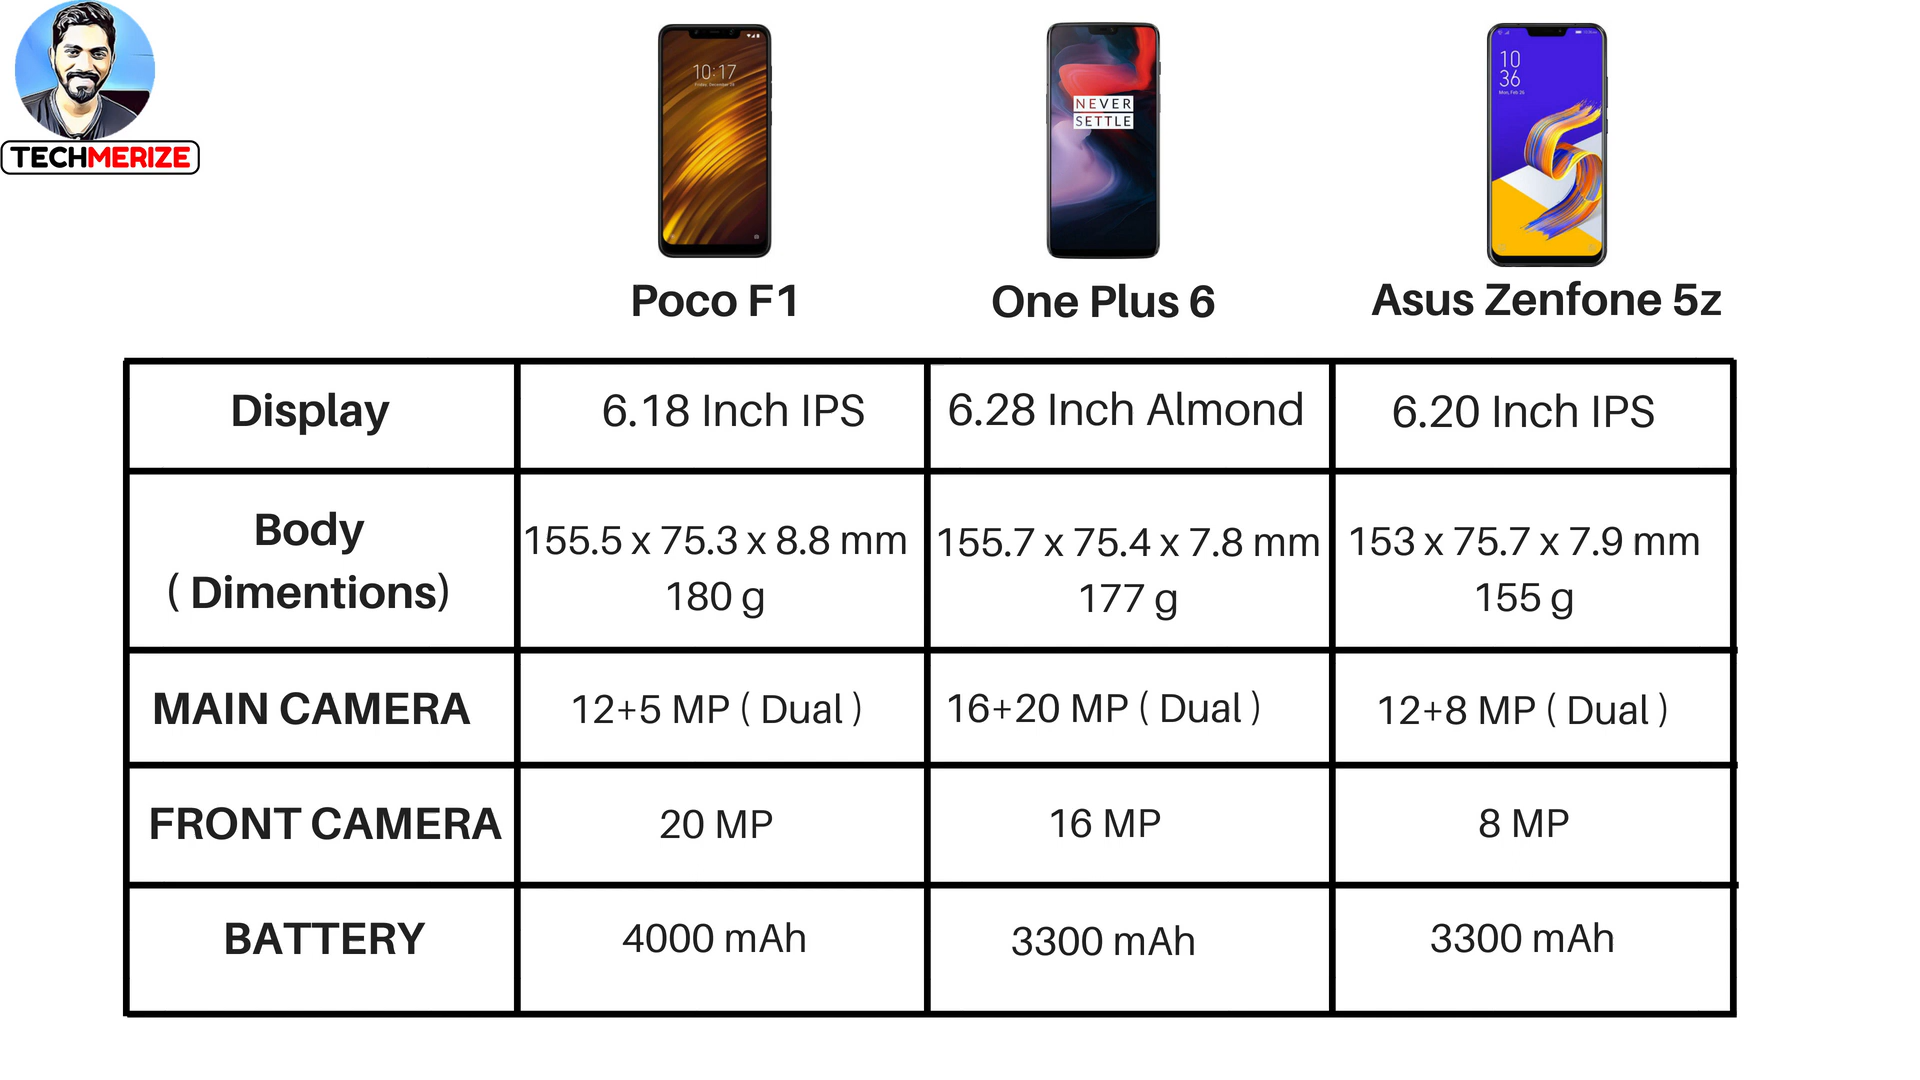 TECHMERIZE
10:17
NEVER
SETTLE
10
36
Mon, Feb 26
Poco F1
One Plus 6
Asus Zenfone 5z
Display
6.18 Inch IPS
6.28 Inch Almond
6.20 Inch IPS
Body
( Dimentions)
155.5 x 75.3 x 8.8 mm
180 g
155.7 x 75.4 x 7.8 mm
177 g
153 x 75.7 x 7.9 mm
155 g
MAIN CAMERA
12+5 MP ( Dual )
16+20 MP ( Dual )
12+8 MP ( Dual )
FRONT CAMERA
20 MP
16 MP
8 MP
BATTERY
4000 mAh
3300 mAh
3300 mAh